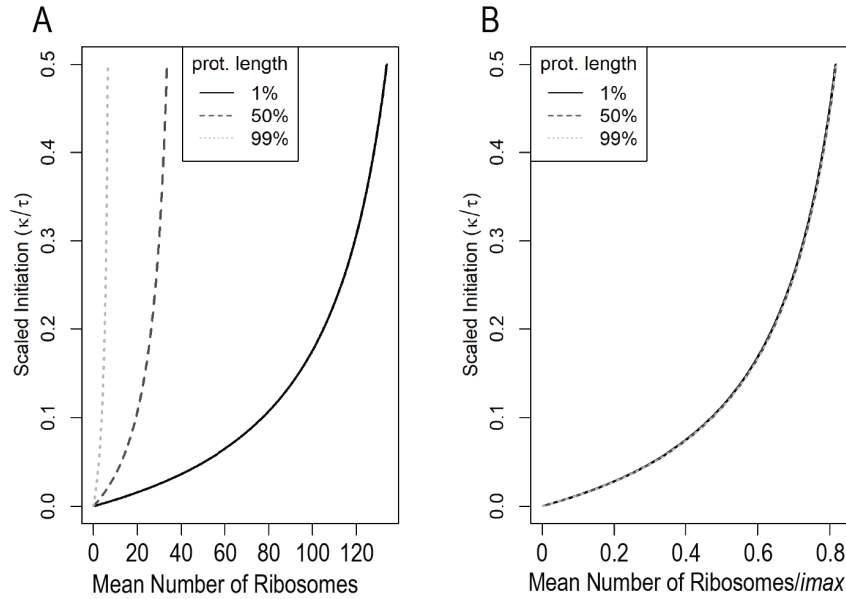 A
prot. length
1%
50%
99%
0.5
0.4
0.3
0.2
0.1
0.0
Scaled Initiation (κ/τ)
0 20 40 60 80 100 120
Mean Number of Ribosomes
B
prot. length
1%
50%
99%
0.5
0.4
0.3
0.2
0.1
0.0
Scaled Initiation (κ/τ)
0 0.2 0.4 0.6 0.8
Mean Number of Ribosomes/imax